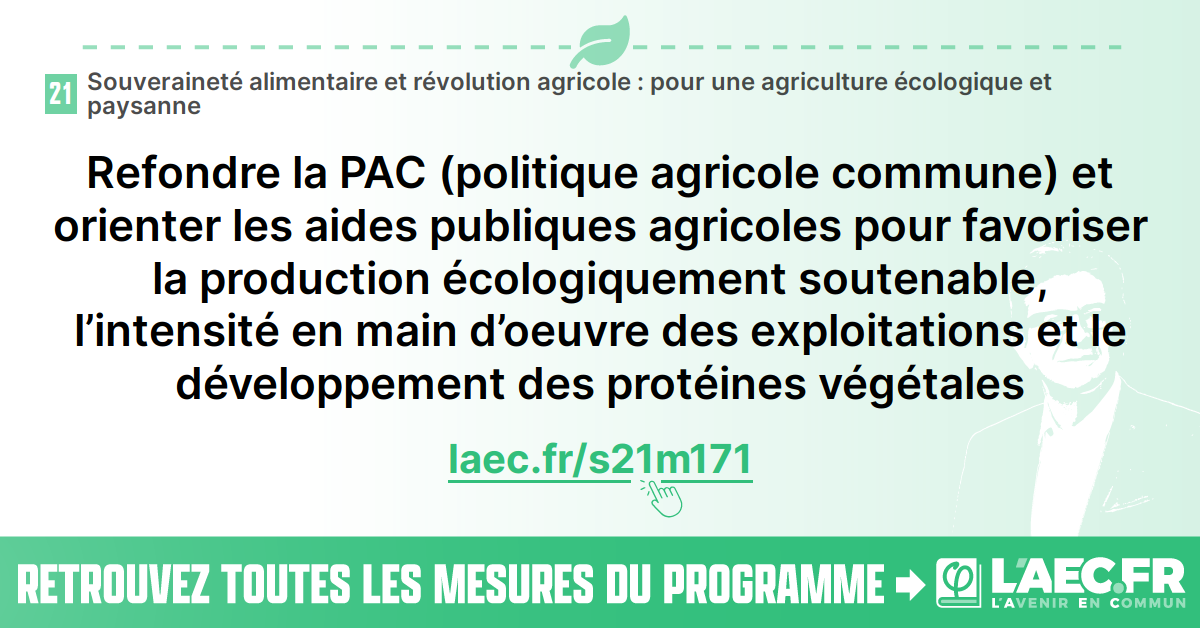 21
Souveraineté alimentaire et révolution agricole : pour une agriculture écologique et
paysanne
Refondre la PAC (politique agricole commune) et
orienter les aides publiques agricoles pour favoriser
la production écologiquement soutenable,
l’intensité en main d’oeuvre des exploitations et le
développement des protéines végétales
laec.fr/s21m171
RETROUVEZ TOUTES LES MESURES DU PROGRAMME
L'AEC.FR
L'AVENIR EN COMMUN